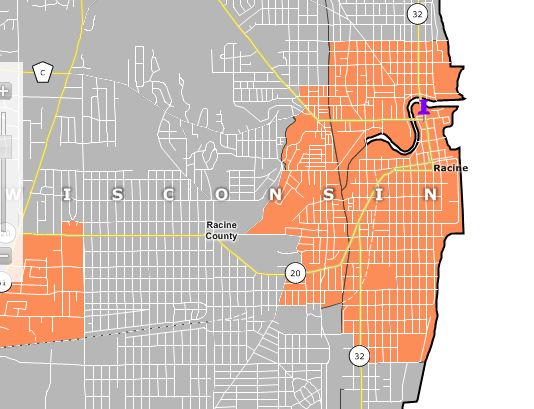 32
C
Racine
W I S C O N S I N
Racine
County
20
32